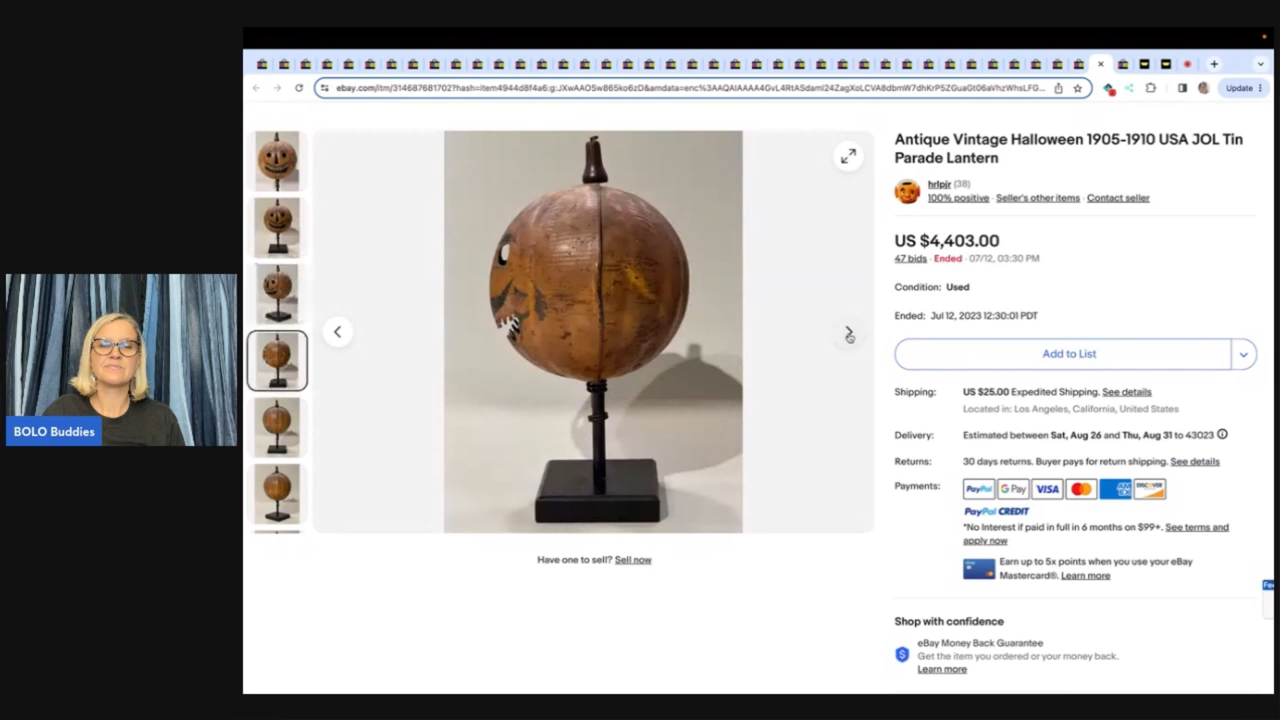 Update
ebay.com/itm/314687681702?hash=item4944d8f4a6:g:
Antique Vintage Halloween 1905-1910 USA JOL Tin
Parade Lantern
hrlpjr (38)
100% positive · Seller's other items · Contact seller
US $4,403.00
47 bids · Ended · 07/12, 03:30 PM
Condition: Used
Ended: Jul 12, 2023 12:30:01 PDT
Add to List
Shipping: US $25.00 Expedited Shipping. See details
Located in: Los Angeles, California, United States
Delivery: Estimated between Sat, Aug 26 and Thu, Aug 31 to 43023
Returns: 30 days returns. Buyer pays for return shipping. See details
Payments: PayPal G Pay VISA DISCOVER
PayPal CREDIT
*No Interest if paid in full in 6 months on $99+. See terms and
apply now
Earn up to 5x points when you use your eBay
Mastercard®. Learn more
Have one to sell? Sell now
Shop with confidence
eBay Money Back Guarantee
Get the item you ordered or your money back.
Learn more
BOLO Buddies